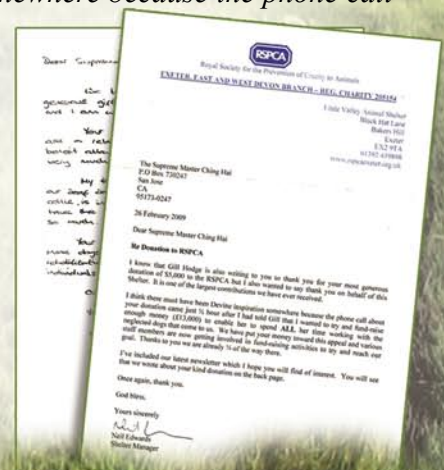 because the phone call
Dear
RSPCA
Royal Society for the Prevention of Cruelty to Animals
EXETER, EAST AND WEST DEVON BRANCH – REG. CHARITY 205154
Little Valley Animal Shelter
Black Hat Lane
Bakers Hill
Exeter
EX2 9TA
The Supreme Master Ching Hai
P.O Box 730247
San Jose
CA
95173-0247
26 February 2009
Dear Supreme Master Ching Hai
Re Donation to RSPCA
I know that Gill Hodge is also writing to you to thank you for your most generous
donation of $5,000 to the RSPCA but I also wanted to say thank you on behalf of this
Shelter. It is one of the largest contributions we have ever received.
I think there must have been Devine inspiration somewhere because the phone call about
your donation came just ½ hour after I had told Gill that I wanted to try and fund-raise
enough money (£13,000) to enable her to spend ALL her time working with the
neglected dogs that come to us. We have put your money toward this appeal and various
staff members are now getting involved in fund-raising activities to try and reach our
goal. Thanks to you we are already ¼ of the way there.
I've included our latest newsletter which I hope you will find of interest. You will see
that we wrote about your kind donation on the back page.
Once again, thank you.
God bless.
Yours sincerely
Neil Edwards
Shelter Manager